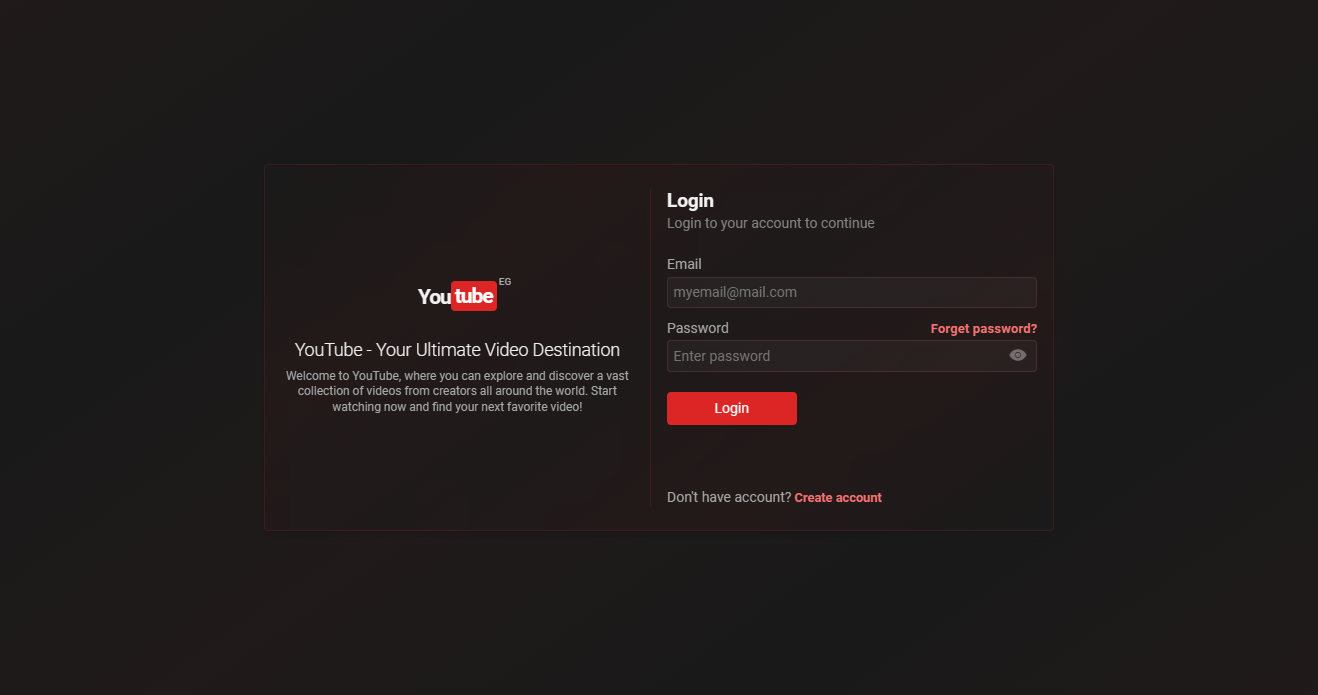 Youtube EG
YouTube - Your Ultimate Video Destination
Welcome to YouTube, where you can explore and discover a vast
collection of videos from creators all around the world. Start
watching now and find your next favorite video!
Login
Login to your account to continue
Email
myemail@mail.com
Password Forget password?
Enter password
Login
Don't have account? Create account